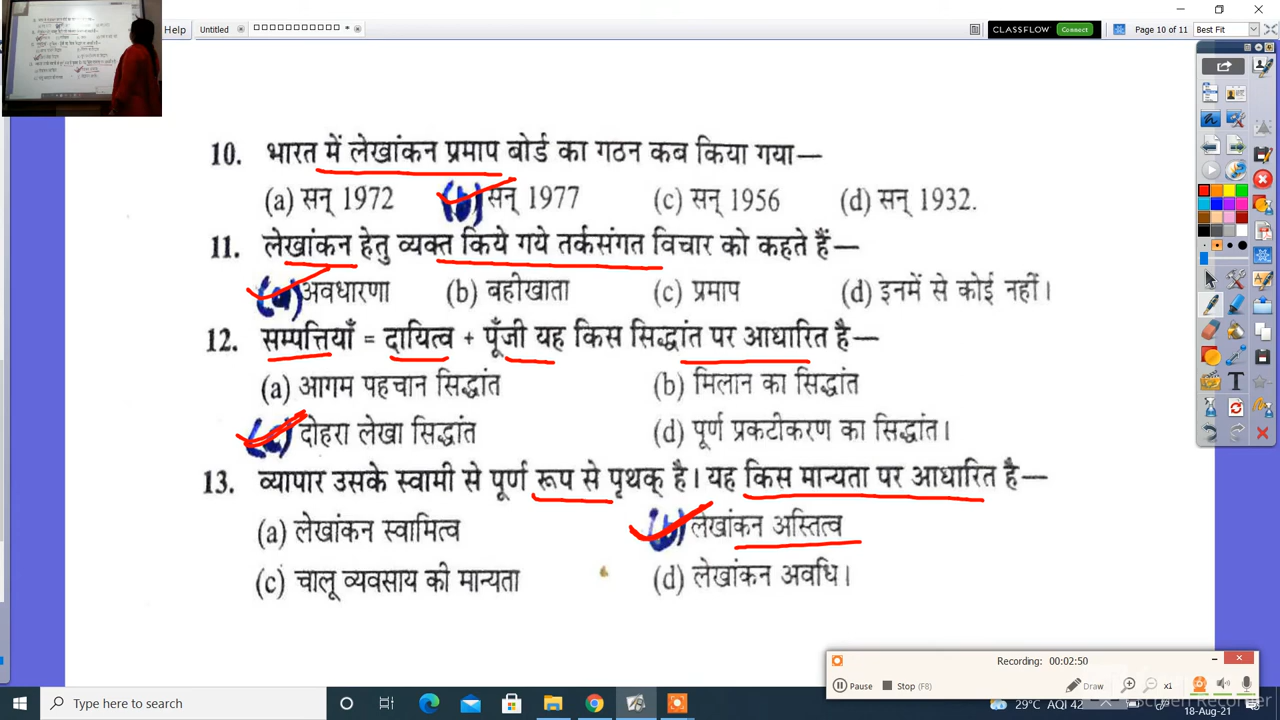 Help Untitled Page 10 of 11 Best Fit
CLASSFLOW Connect
10. भारत में लेखांकन प्रमाप बोर्ड का गठन कब किया गया—
(a) सन् 1972 (b) सन् 1977 (c) सन् 1956 (d) सन् 1932.
11. लेखांकन हेतु व्यक्त किये गये तर्कसंगत विचार को कहते हैं—
(a) अवधारणा (b) बहीखाता (c) प्रमाप (d) इनमें से कोई नहीं।
12. सम्पत्तियाँ = दायित्व + पूँजी यह किस सिद्धांत पर आधारित है—
(a) आगम पहचान सिद्धांत (b) मिलान का सिद्धांत
दोहरा लेखा सिद्धांत (d) पूर्ण प्रकटीकरण का सिद्धांत।
13. व्यापार उसके स्वामी से पूर्ण रूप से पृथक् है। यह किस मान्यता पर आधारित है—
(a) लेखांकन स्वामित्व (b) लेखांकन अस्तित्व
(c) चालू व्यवसाय की मान्यता (d) लेखांकन अवधि।
Recording: 00:02:50
Pause Stop (F8) Draw x1
Type here to search 29°C AQI 42
18-Aug-21